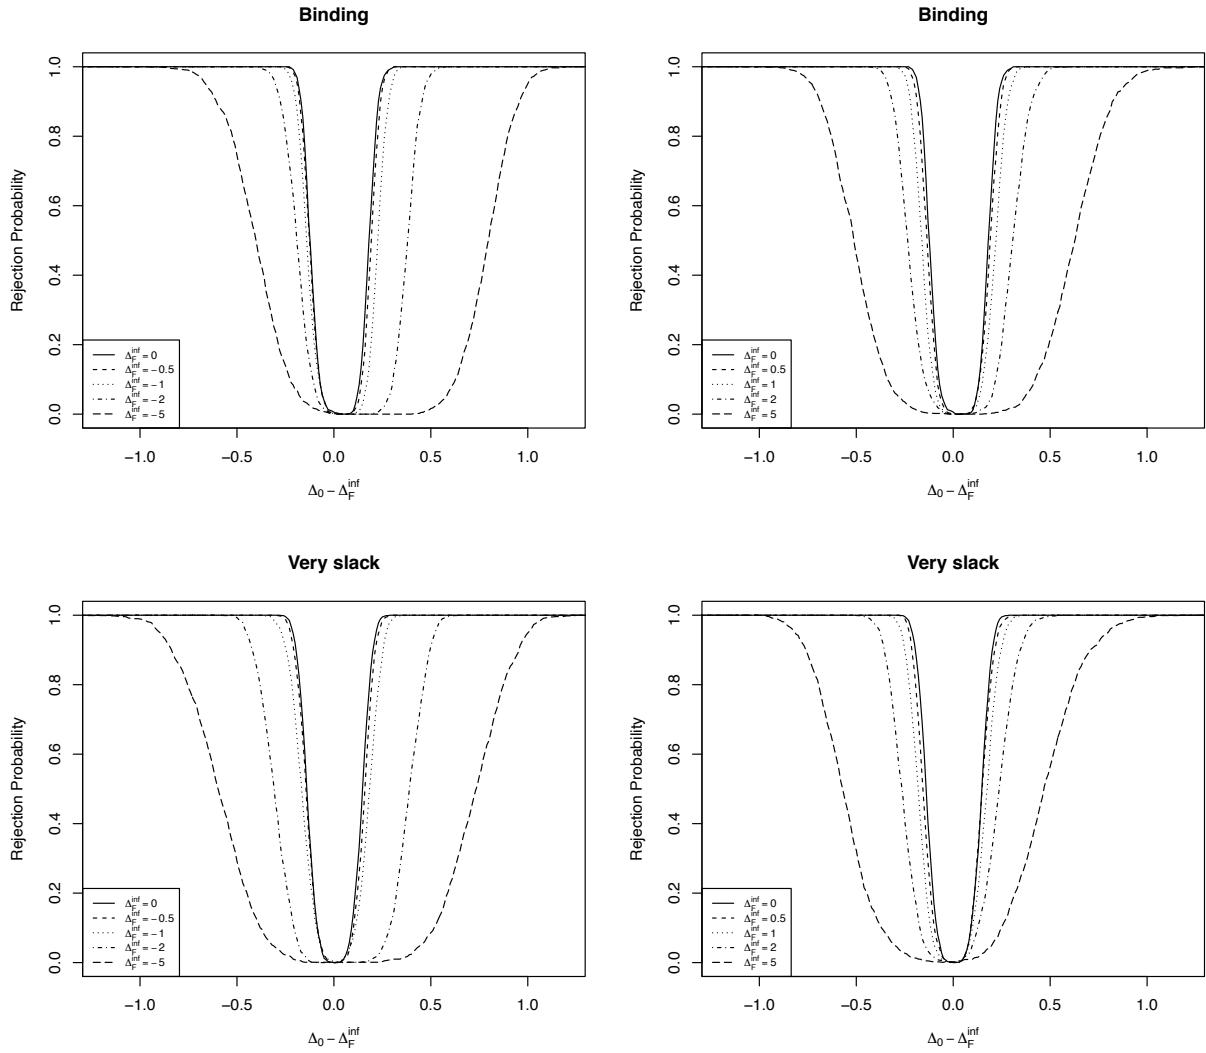 Binding
Rejection Probability
1.0
0.8
0.6
0.4
0.2
0.0
Δ_F^inf = 0
Δ_F^inf = −0.5
Δ_F^inf = −1
Δ_F^inf = −2
Δ_F^inf = −5
−1.0 −0.5 0.0 0.5 1.0
Δ_0 − Δ_F^inf
Binding
Rejection Probability
1.0
0.8
0.6
0.4
0.2
0.0
Δ_F^inf = 0
Δ_F^inf = 0.5
Δ_F^inf = 1
Δ_F^inf = 2
Δ_F^inf = 5
−1.0 −0.5 0.0 0.5 1.0
Δ_0 − Δ_F^inf
Very slack
Rejection Probability
1.0
0.8
0.6
0.4
0.2
0.0
Δ_F^inf = 0
Δ_F^inf = −0.5
Δ_F^inf = −1
Δ_F^inf = −2
Δ_F^inf = −5
−1.0 −0.5 0.0 0.5 1.0
Δ_0 − Δ_F^inf
Very slack
Rejection Probability
1.0
0.8
0.6
0.4
0.2
0.0
Δ_F^inf = 0
Δ_F^inf = 0.5
Δ_F^inf = 1
Δ_F^inf = 2
Δ_F^inf = 5
−1.0 −0.5 0.0 0.5 1.0
Δ_0 − Δ_F^inf